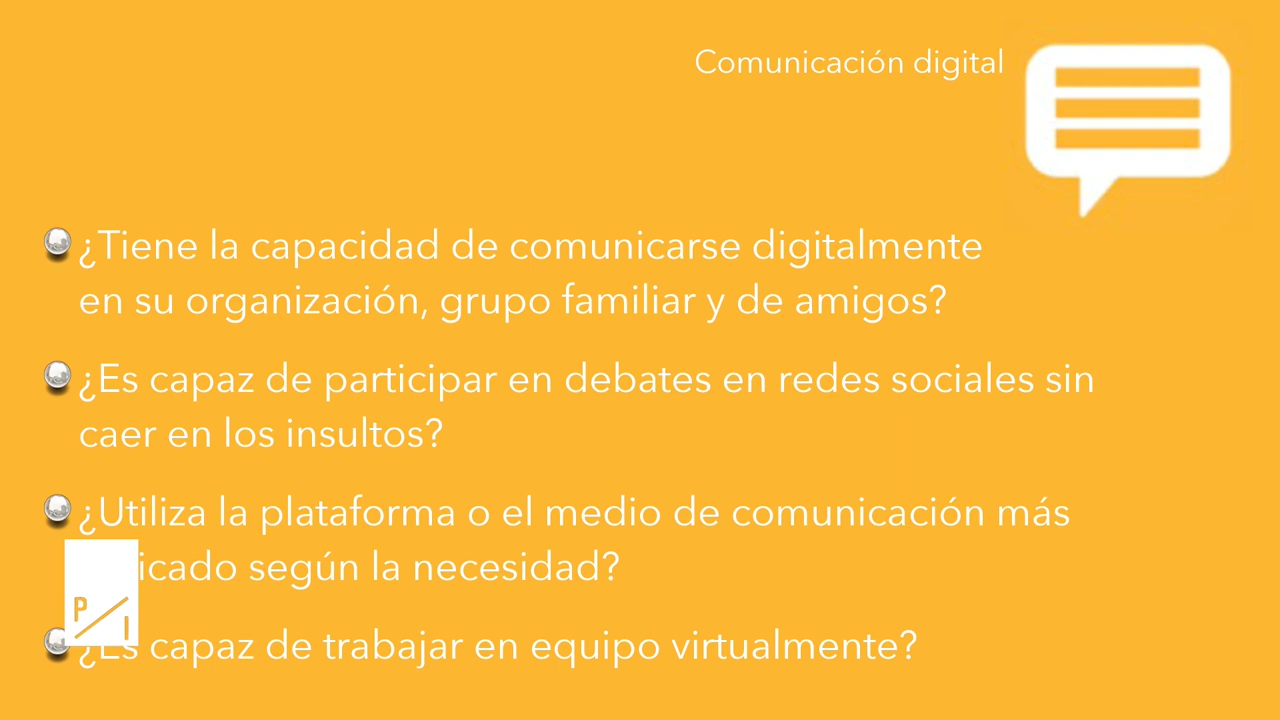 Comunicación digital
¿Tiene la capacidad de comunicarse digitalmente
en su organización, grupo familiar y de amigos?
¿Es capaz de participar en debates en redes sociales sin
caer en los insultos?
¿Utiliza la plataforma o el medio de comunicación más
según la necesidad?
P/I
¿Es capaz de trabajar en equipo virtualmente?